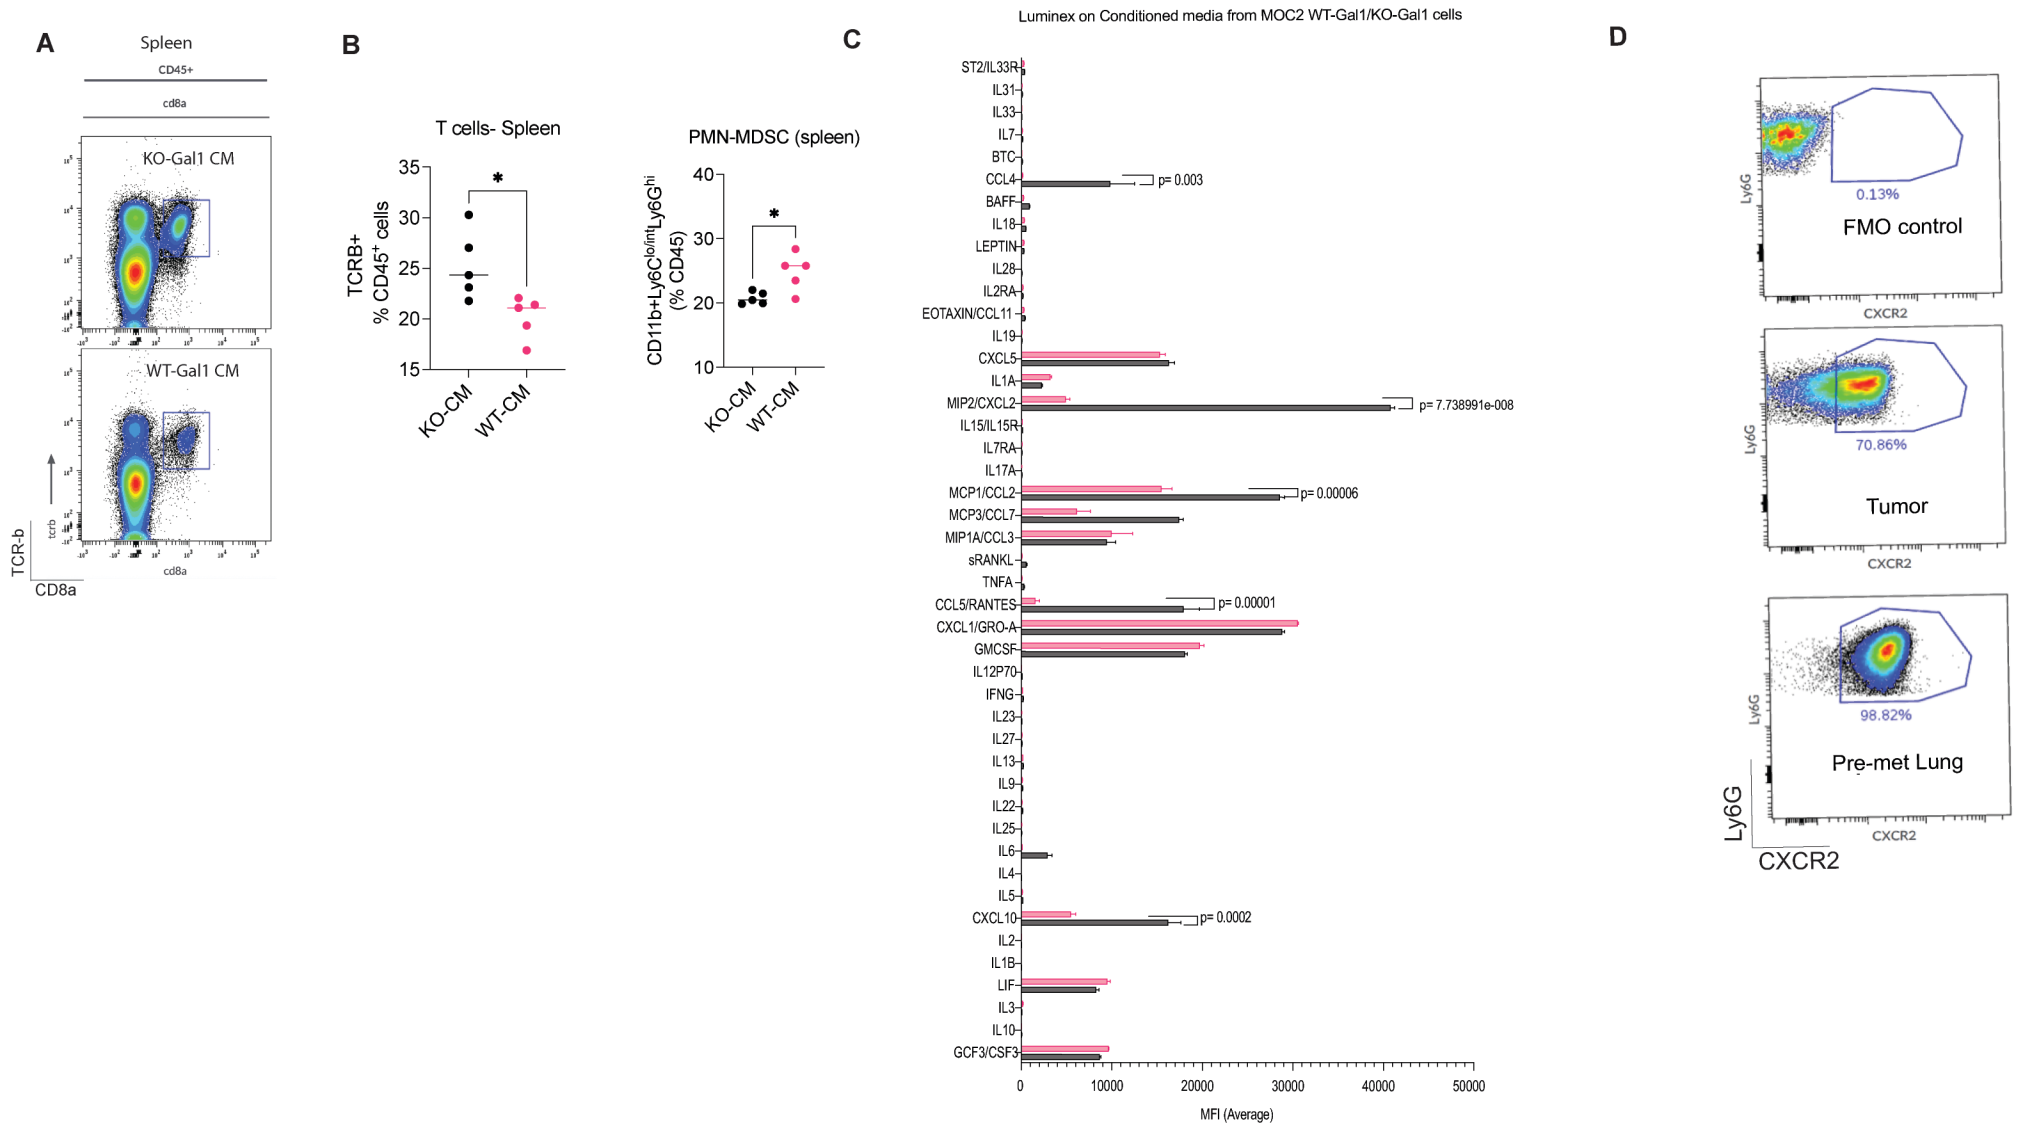 A
Spleen
CD45+
cd8a
KO-Gal1 CM
WT-Gal1 CM
tcrb
cd8a
TCR-b
CD8a
B
T cells- Spleen
TCRB+
% CD45+ cells
35
30
25
20
15
*
KO-CM
WT-CM
PMN-MDSC (spleen)
CD11b+Ly6Clo/intLy6Ghi
(% CD45)
40
30
20
10
*
KO-CM
WT-CM
C
Luminex on Conditioned media from MOC2 WT-Gal1/KO-Gal1 cells
ST2/IL33R
IL31
IL33
IL7
BTC
CCL4
p= 0.003
BAFF
IL18
LEPTIN
IL28
IL2RA
EOTAXIN/CCL11
IL19
CXCL5
IL1A
MIP2/CXCL2
p= 7.738991e-008
IL15/IL15R
IL7RA
IL17A
MCP1/CCL2
p= 0.00006
MCP3/CCL7
MIP1A/CCL3
sRANKL
TNFA
CCL5/RANTES
p= 0.00001
CXCL1/GRO-A
GMCSF
IL12P70
IFNG
IL23
IL27
IL13
IL9
IL22
IL25
IL6
IL4
IL5
CXCL10
p= 0.0002
IL2
IL1B
LIF
IL3
IL10
GCF3/CSF3
0 10000 20000 30000 40000 50000
MFI (Average)
D
Ly6G
0.13%
FMO control
CXCR2
Ly6G
70.86%
Tumor
CXCR2
Ly6G
98.82%
Pre-met Lung
CXCR2
Ly6G
CXCR2